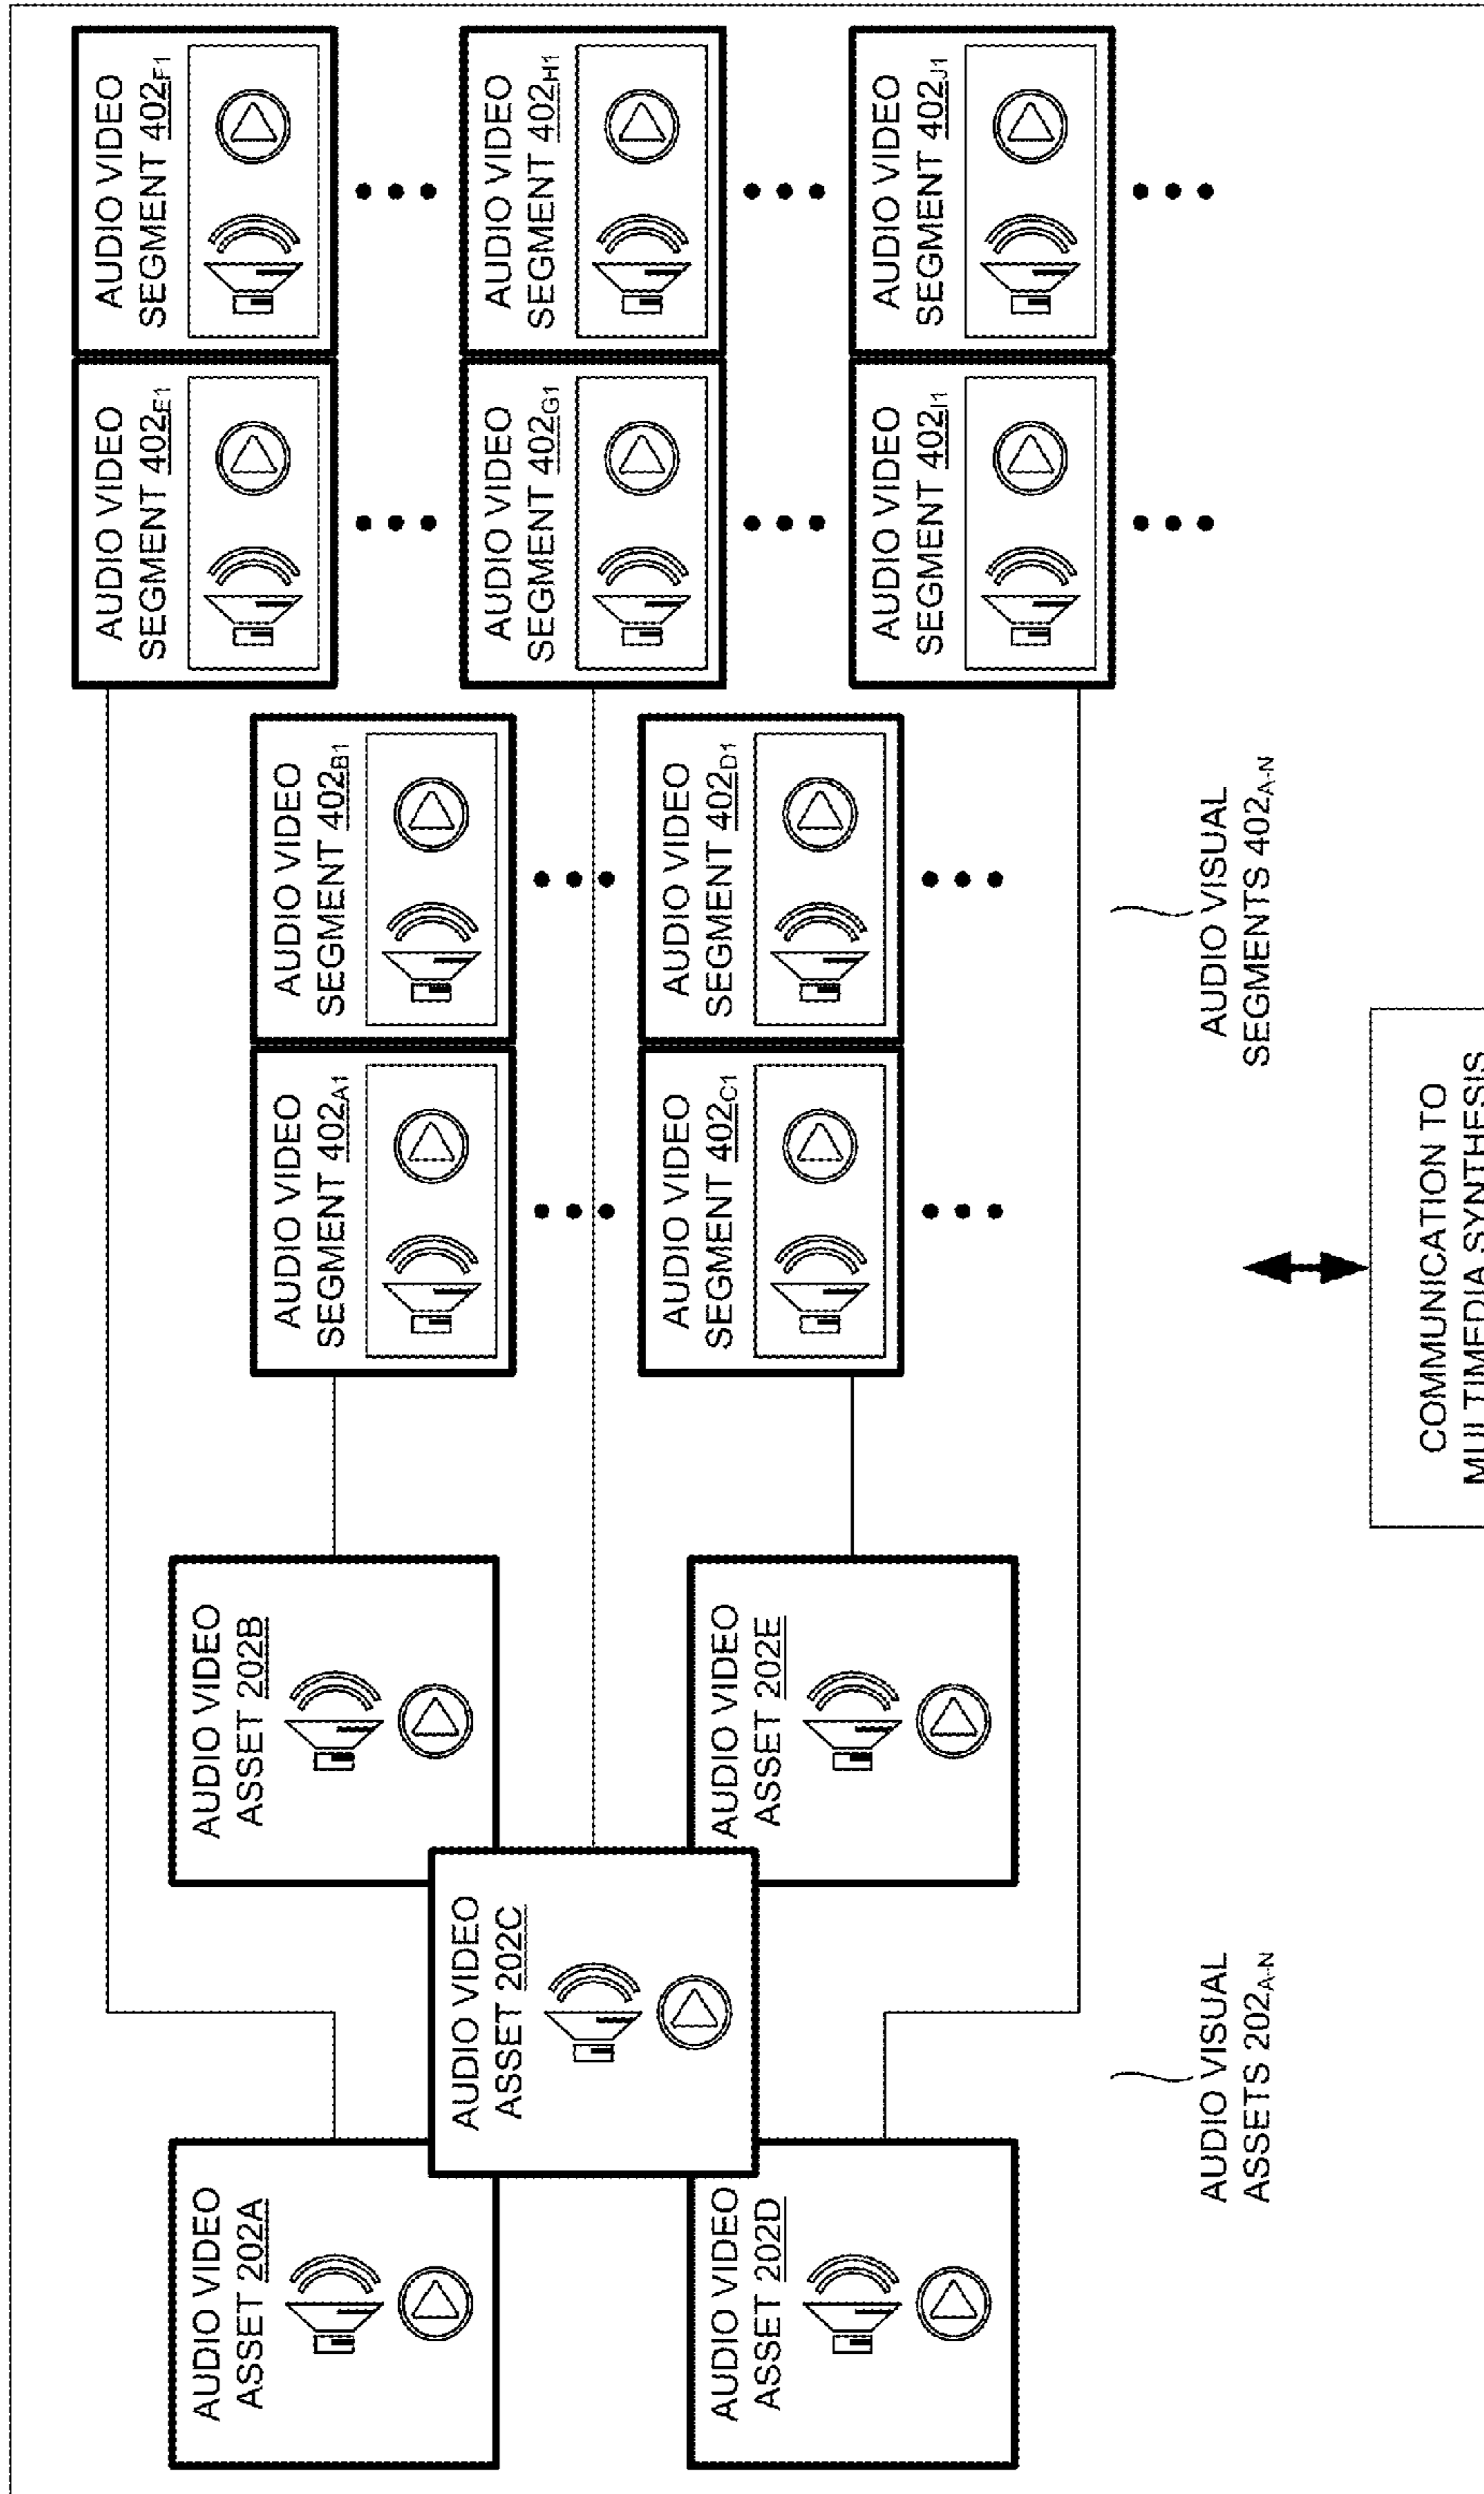 AUDIO VIDEO
SEGMENT 402E1
AUDIO VIDEO
SEGMENT 402F1
AUDIO VIDEO
ASSET 202A
AUDIO VIDEO
ASSET 202B
AUDIO VIDEO
SEGMENT 402A1
AUDIO VIDEO
SEGMENT 402B1
AUDIO VIDEO
ASSET 202C
AUDIO VIDEO
SEGMENT 402G1
AUDIO VIDEO
SEGMENT 402H1
AUDIO VIDEO
SEGMENT 402C1
AUDIO VIDEO
SEGMENT 402D1
AUDIO VIDEO
ASSET 202D
AUDIO VIDEO
ASSET 202E
AUDIO VIDEO
SEGMENT 402I1
AUDIO VIDEO
SEGMENT 402J1
AUDIO VISUAL
ASSETS 202A-N
AUDIO VISUAL
SEGMENTS 402A-N
COMMUNICATION TO
MULTIMEDIA SYNTHESIS